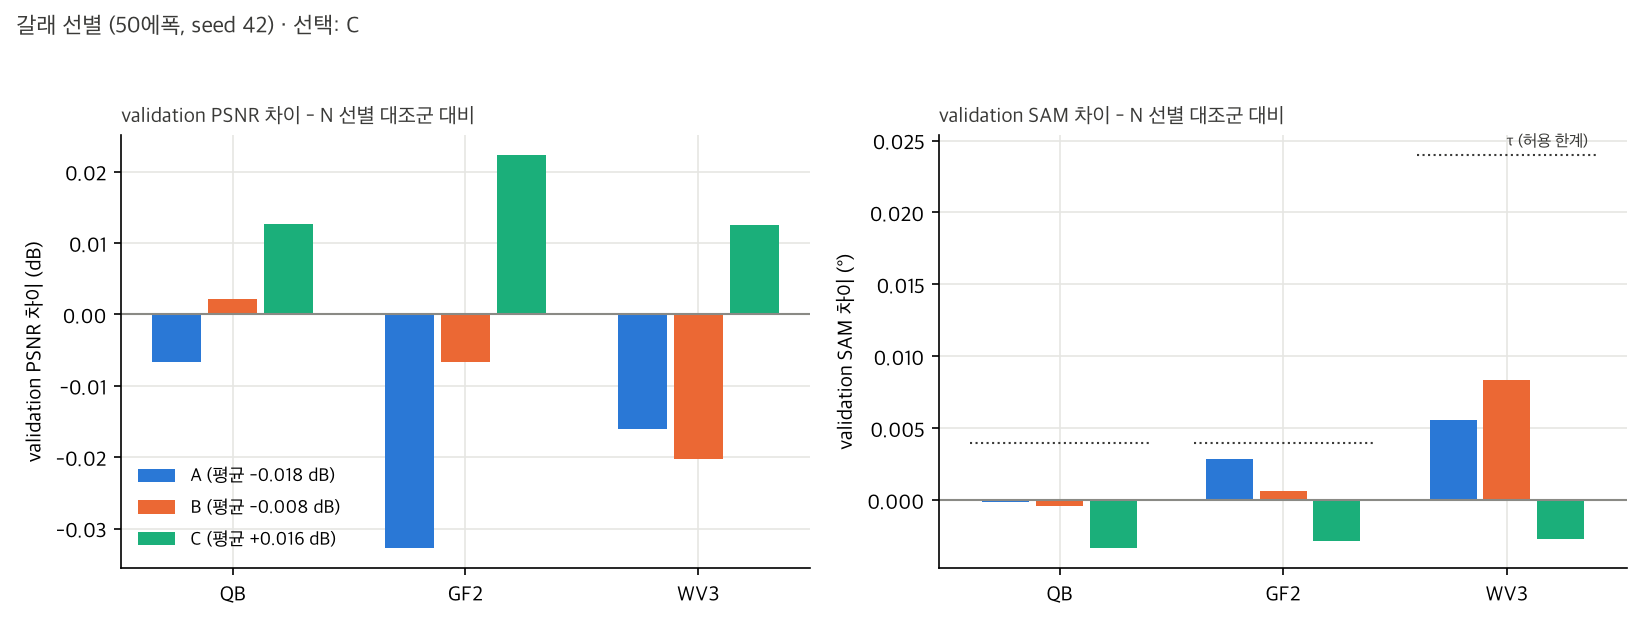 갈래 선별 (50에폭, seed 42) · 선택: C
validation PSNR 차이 – N 선별 대조군 대비
validation PSNR 차이 (dB)
0.02
0.01
0.00
-0.01
-0.02
-0.03
A (평균 -0.018 dB)
B (평균 -0.008 dB)
C (평균 +0.016 dB)
QB
GF2
WV3
validation SAM 차이 – N 선별 대조군 대비
validation SAM 차이 (°)
0.025
0.020
0.015
0.010
0.005
0.000
τ (허용 한계)
QB
GF2
WV3